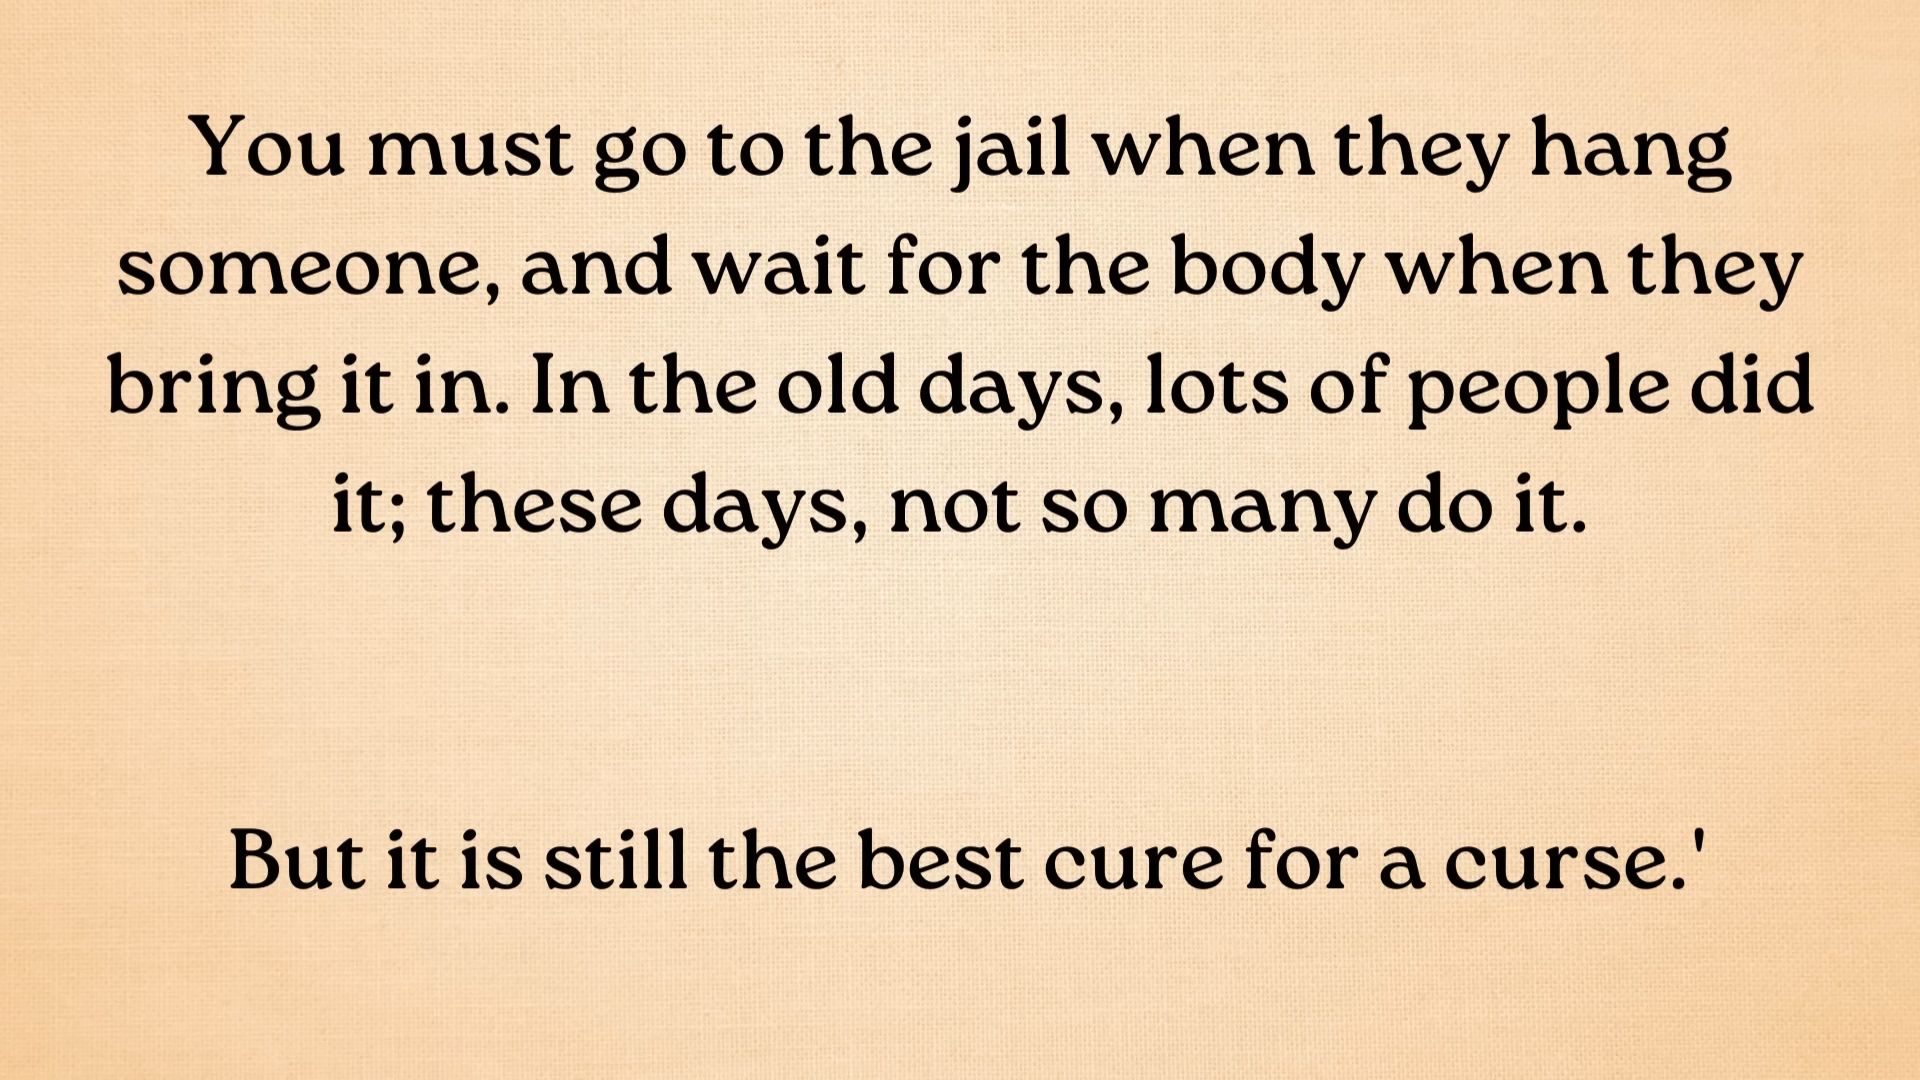 You must go to the jail when they hang
someone, and wait for the body when they
bring it in. In the old days, lots of people did
it; these days, not so many do it.
But it is still the best cure for a curse.'